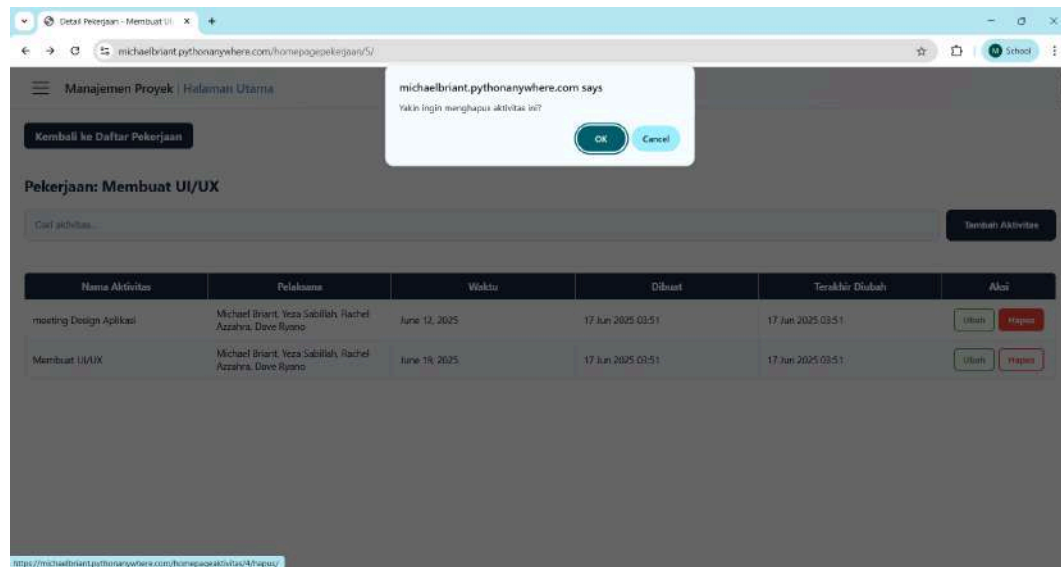 Detail Pekerjaan - Membuat UI
michaelbriant.pythonanywhere.com/homepagepekerjaan/5/
M School
Manajemen Proyek | Halaman Utama
michaelbriant.pythonanywhere.com says
Yakin ingin menghapus aktivitas ini?
OK Cancel
Kembali ke Daftar Pekerjaan
Pekerjaan: Membuat UI/UX
Cari aktivitas...
Tambah Aktivitas
Nama Aktivitas Pelaksana Waktu Dibuat Terakhir Diubah Aksi
meeting Design Aplikasi Michael Briant, Yeza Sabillah, Rachel Azzahra, Dave Ryano June 12, 2025 17 Jun 2025 03:51 17 Jun 2025 03:51 Ubah Hapus
Membuat UI/UX Michael Briant, Yeza Sabillah, Rachel Azzahra, Dave Ryano June 19, 2025 17 Jun 2025 03:51 17 Jun 2025 03:51 Ubah Hapus
https://michaelbriant.pythonanywhere.com/homepageaktivitas/4/hapus/